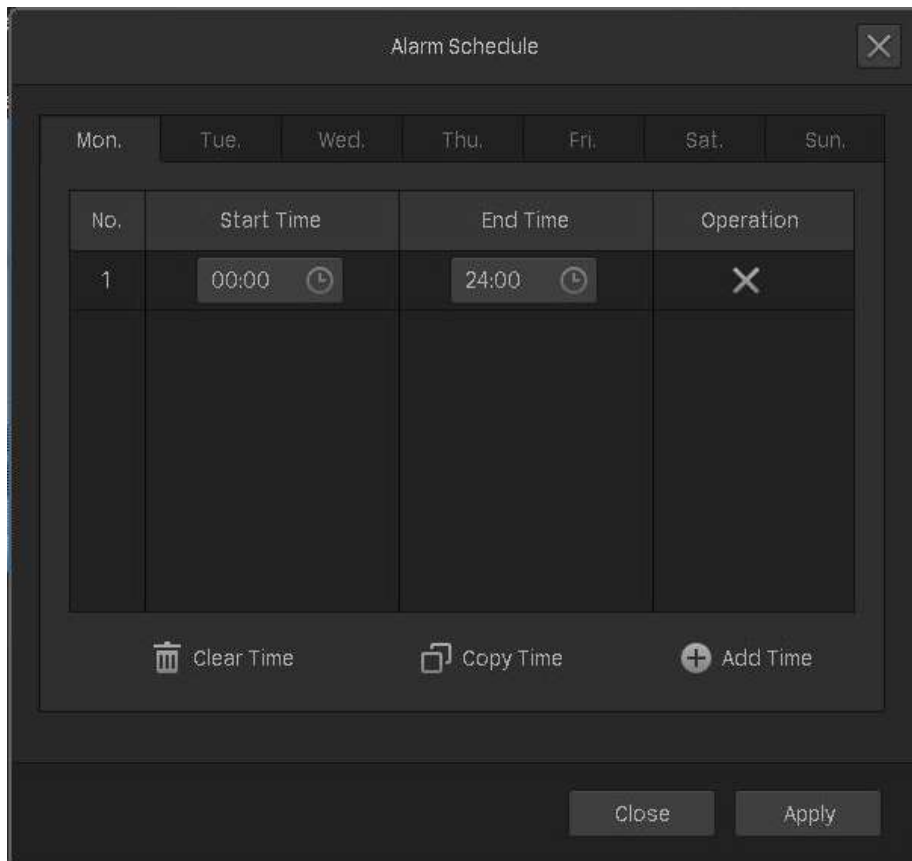 Alarm Schedule
Mon. Tue. Wed. Thu. Fri. Sat. Sun.
No. Start Time End Time Operation
1 00:00 24:00
Clear Time Copy Time Add Time
Close Apply